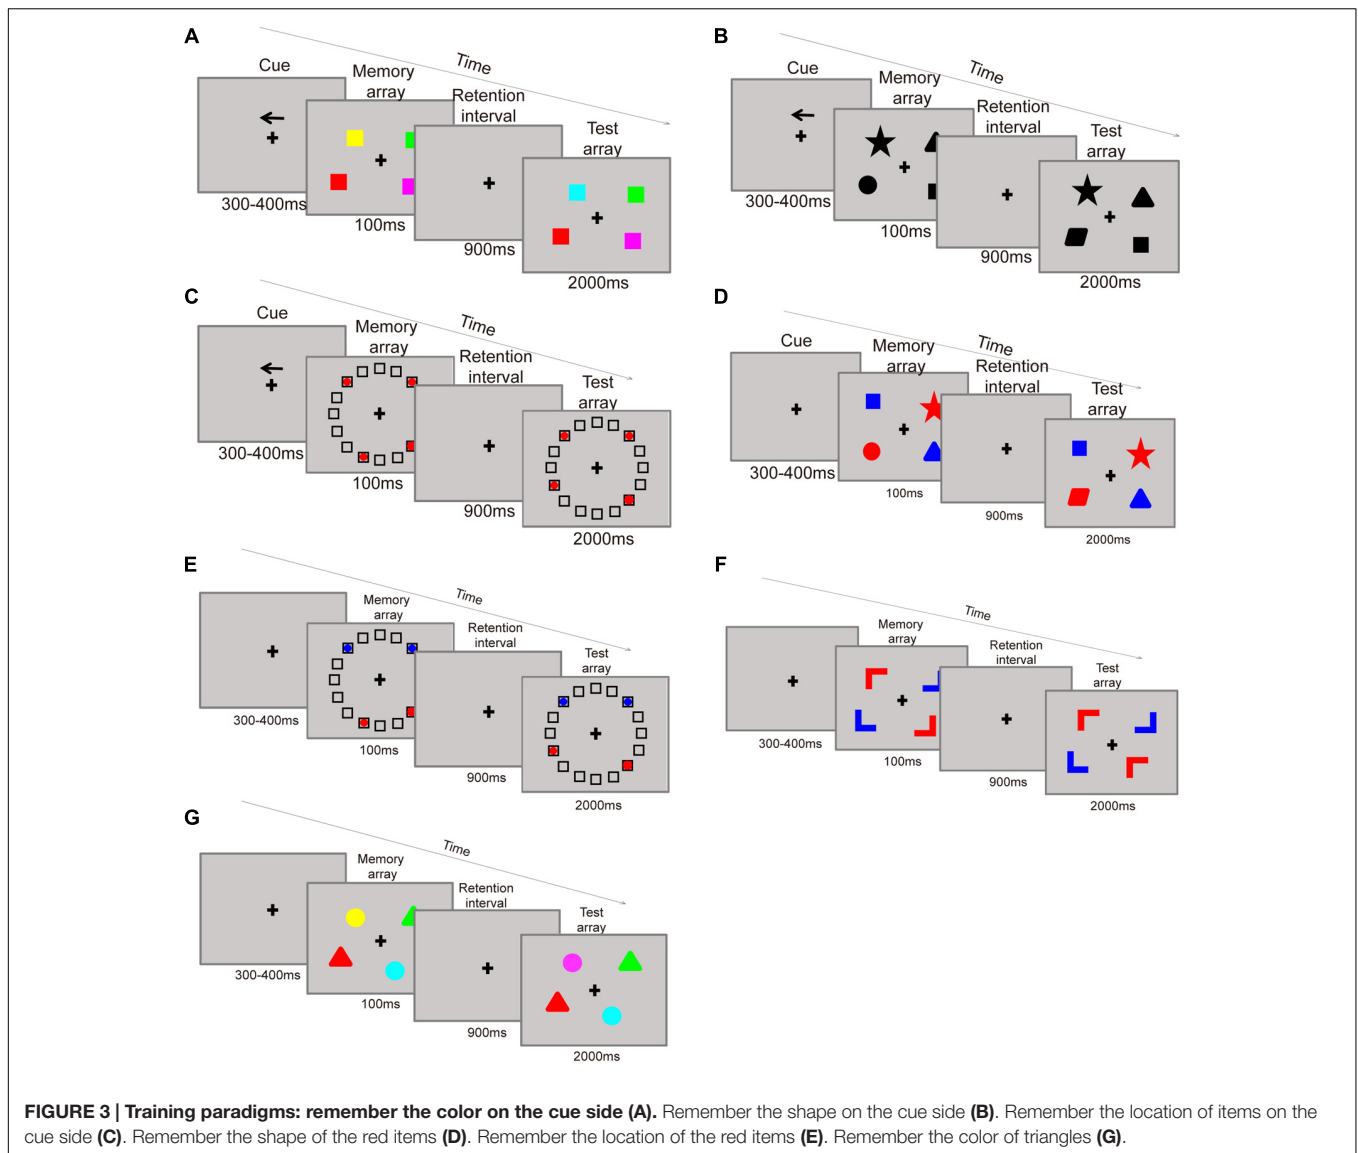 A
Time
Cue
Memory
array
Retention
interval
Test
array
300-400ms
100ms
900ms
2000ms
B
Time
Cue
Memory
array
Retention
interval
Test
array
300-400ms
100ms
900ms
2000ms
C
Time
Cue
Memory
array
Retention
interval
Test
array
300-400ms
100ms
900ms
2000ms
D
Time
Cue
Memory
array
Retention
interval
Test
array
300-400ms
100ms
900ms
2000ms
E
Time
Memory
array
Retention
interval
Test
array
300-400ms
100ms
900ms
2000ms
F
Time
Memory
array
Retention
interval
Test
array
300-400ms
100ms
900ms
2000ms
G
Time
Memory
array
Retention
interval
Test
array
300-400ms
100ms
900ms
2000ms
FIGURE 3 | Training paradigms: remember the color on the cue side (A). Remember the shape on the cue side (B). Remember the location of items on the
cue side (C). Remember the shape of the red items (D). Remember the location of the red items (E). Remember the color of triangles (G).